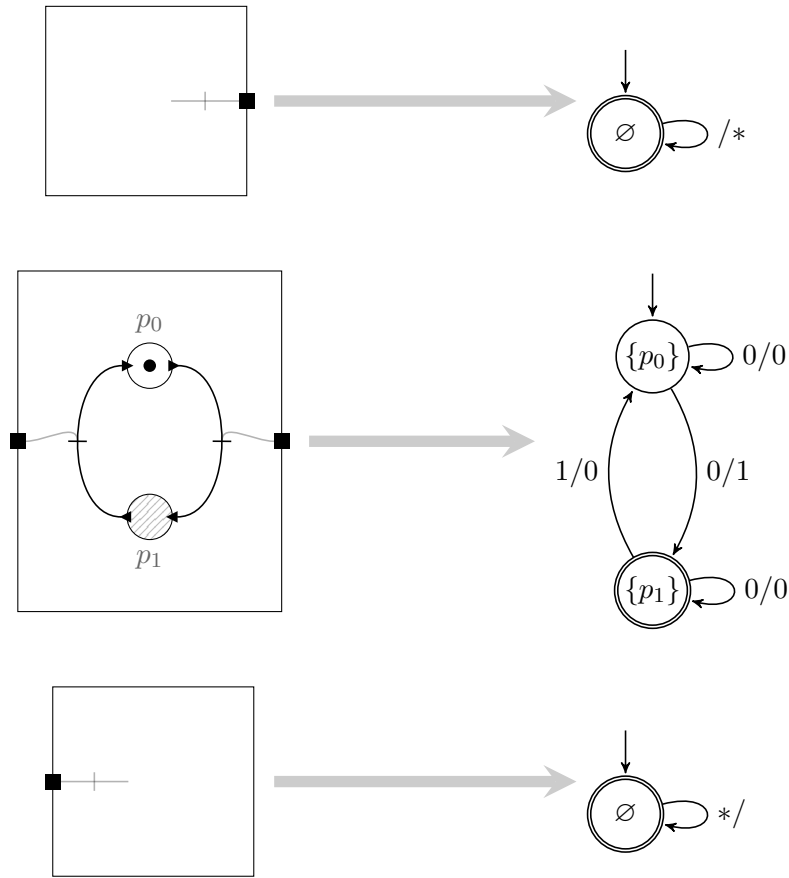 ∅ /∗
p₀
{p₀} 0/0
1/0 0/1
p₁
{p₁} 0/0
∅ ∗/